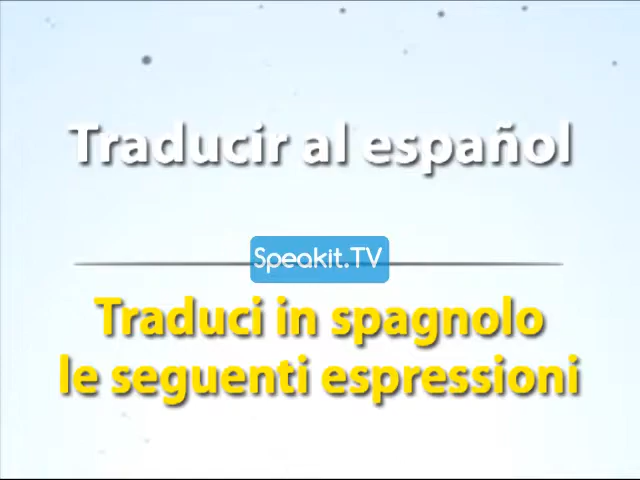 Traducir al español
Speakit.TV
Traduci in spagnolo
le seguenti espressioni